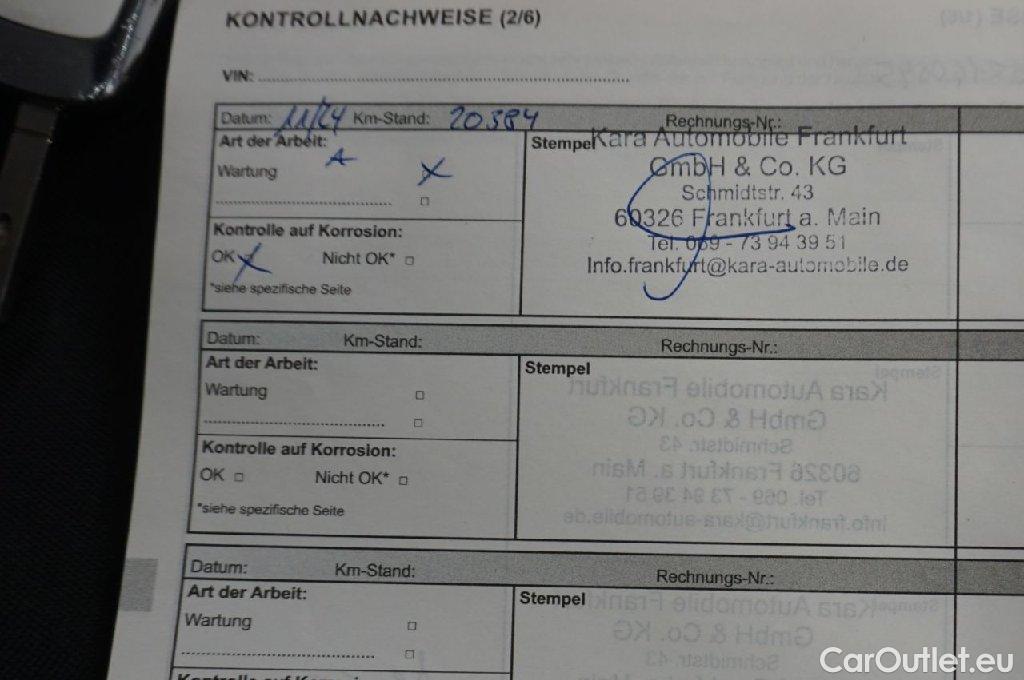 KONTROLLNACHWEISE (2/6)
VIN: ........................................................................
Datum: 11/24 Km-Stand: 20384 Rechnungs-Nr.:
Art der Arbeit: Stempel
Kara Automobile Frankfurt
GmbH & Co. KG
Schmidtstr. 43
60326 Frankfurt a. Main
Tel. 069 - 73 94 39 51
Info.frankfurt@kara-automobile.de
A
Wartung X
........................................ □
Kontrolle auf Korrosion:
OK X Nicht OK* □
*siehe spezifische Seite
Datum: Km-Stand: Rechnungs-Nr.:
Art der Arbeit: Stempel
Wartung □
........................................ □
Kontrolle auf Korrosion:
OK □ Nicht OK* □
*siehe spezifische Seite
Datum: Km-Stand: Rechnungs-Nr.:
Art der Arbeit: Stempel
Wartung □
........................................ □
Kontrolle auf Korrosion:
CarOutlet.eu